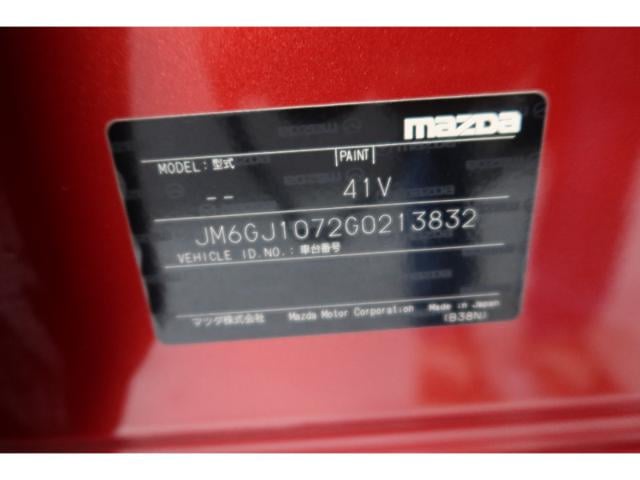 mazda
MODEL:型式 PAINT
-- 41V
JM6GJ1072G0213832
VEHICLE ID.NO.:車台番号
マツダ株式会社 Mazda Motor Corporation Made in Japan
(B38N)